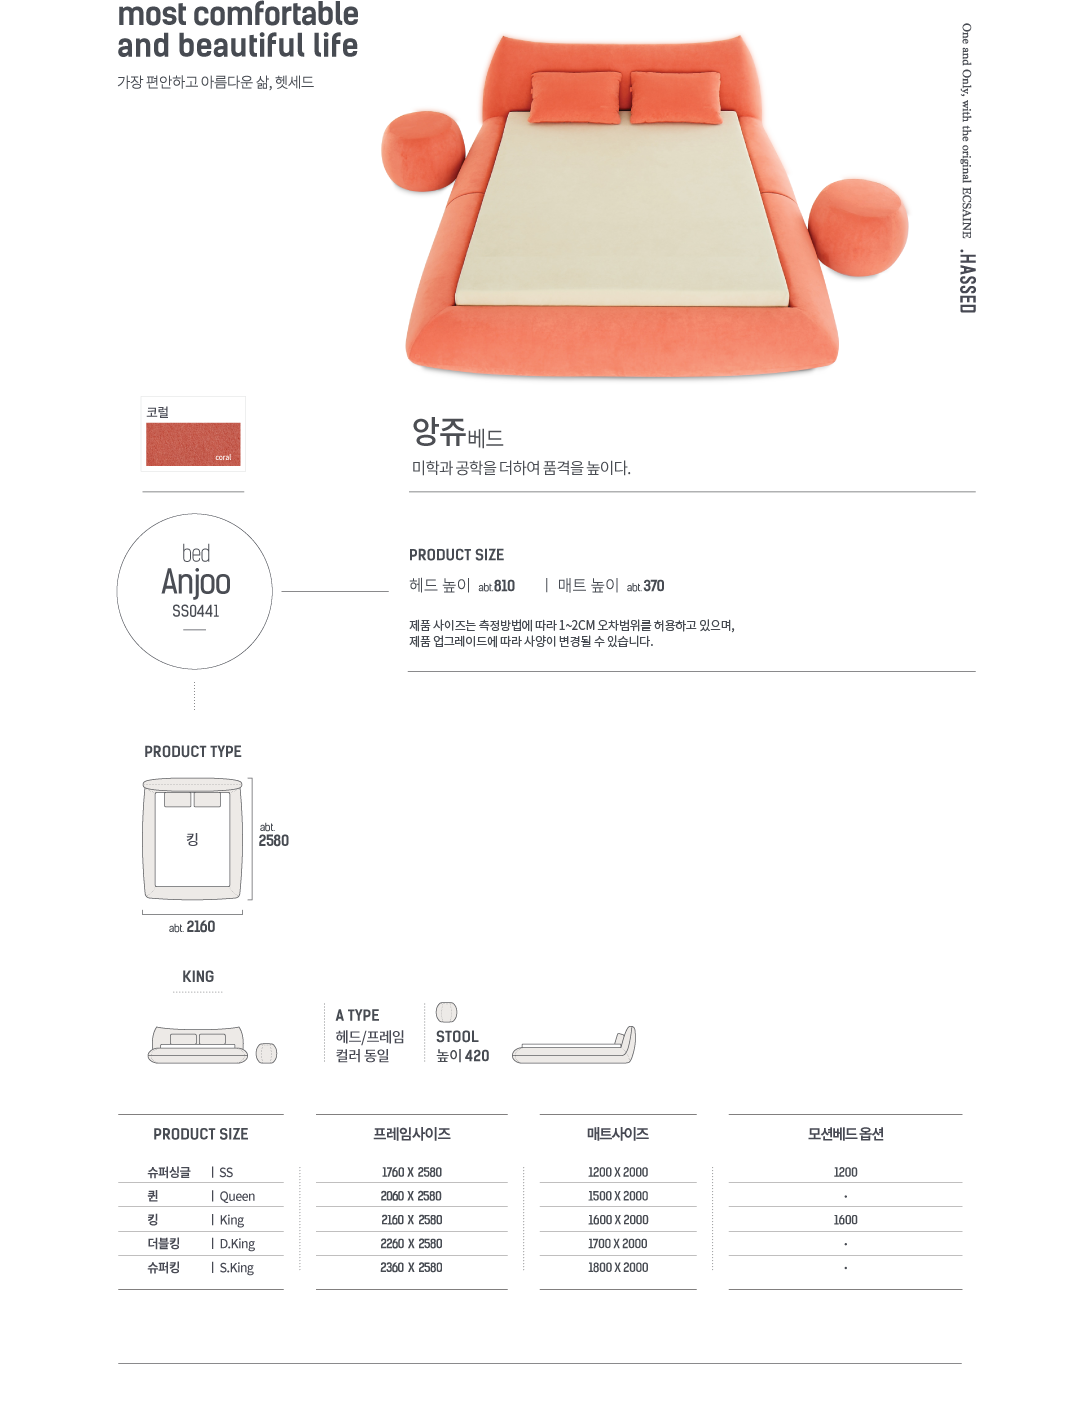 most comfortable
and beautiful life
가장 편안하고 아름다운 삶, 헷세드
One and Only, with the original ECSAINE .HASSED
코럴
coral
앙쥬베드
미학과 공학을 더하여 품격을 높이다.
bed
Anjoo
SS0441
PRODUCT SIZE
헤드 높이 abt.810 | 매트 높이 abt.370
제품 사이즈는 측정방법에 따라 1~2CM 오차범위를 허용하고 있으며,
제품 업그레이드에 따라 사양이 변경될 수 있습니다.
PRODUCT TYPE
킹
abt.
2580
abt. 2160
KING
A TYPE
헤드/프레임
컬러 동일
STOOL
높이 420
PRODUCT SIZE 프레임사이즈 매트사이즈 모션베드 옵션
슈퍼싱글 | SS 1760 X 2580 1200 X 2000 1200
퀸 | Queen 2060 X 2580 1500 X 2000 ·
킹 | King 2160 X 2580 1600 X 2000 1600
더블킹 | D.King 2260 X 2580 1700 X 2000 ·
슈퍼킹 | S.King 2360 X 2580 1800 X 2000 ·